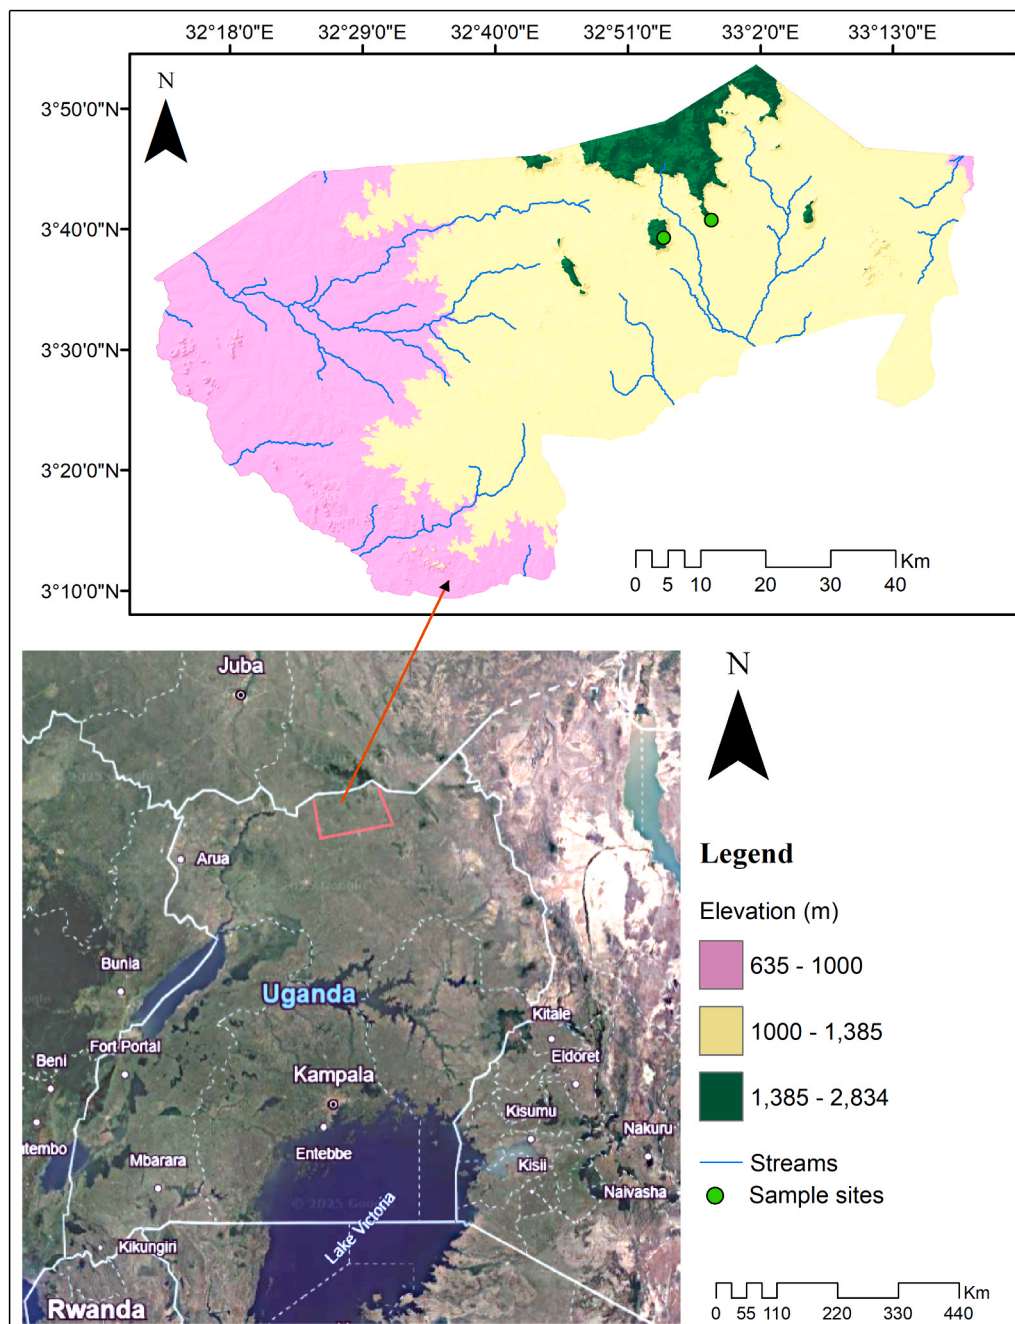 32°18'0"E 32°29'0"E 32°40'0"E 32°51'0"E 33°2'0"E 33°13'0"E
N
3°50'0"N
3°40'0"N
3°30'0"N
3°20'0"N
3°10'0"N
Km
0 5 10 20 30 40
Juba
N
Arua
Legend
Elevation (m)
635 - 1000
1000 - 1,385
1,385 - 2,834
Streams
Sample sites
Bunia
Uganda
Kitale
Fort Portal
Beni
Eldoret
Kampala
Kisumu
Nakuru
Entebbe
tembo
Mbarara
Kisii
Naivasha
© 2025 Google
Lake Victoria
Kikungiri
Rwanda
Km
0 55 110 220 330 440